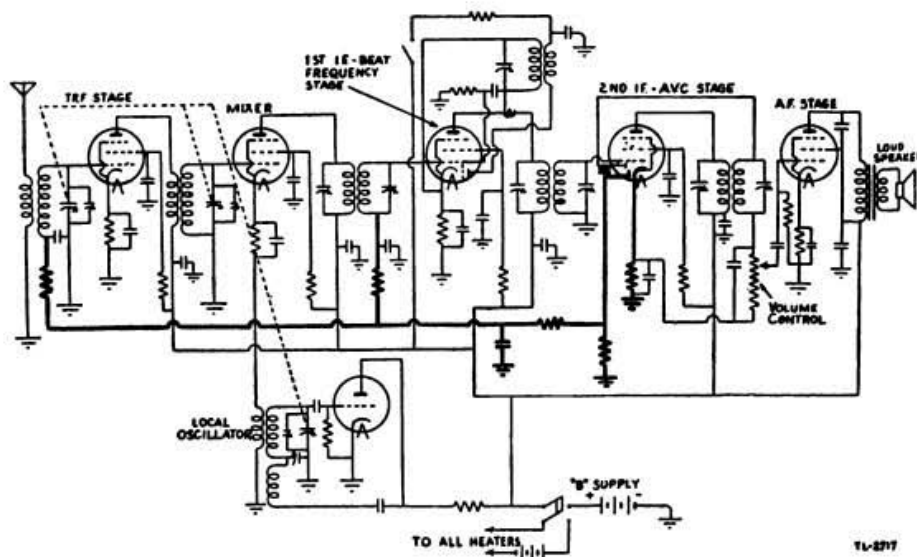 1ST I.F.-BEAT
FREQUENCY
STAGE
TRF STAGE
MIXER
2ND I.F.-AVC STAGE
A.F. STAGE
LOUD
SPEAKER
VOLUME
CONTROL
LOCAL
OSCILLATOR
"B" SUPPLY
+ -
TO ALL HEATERS
TL-2717